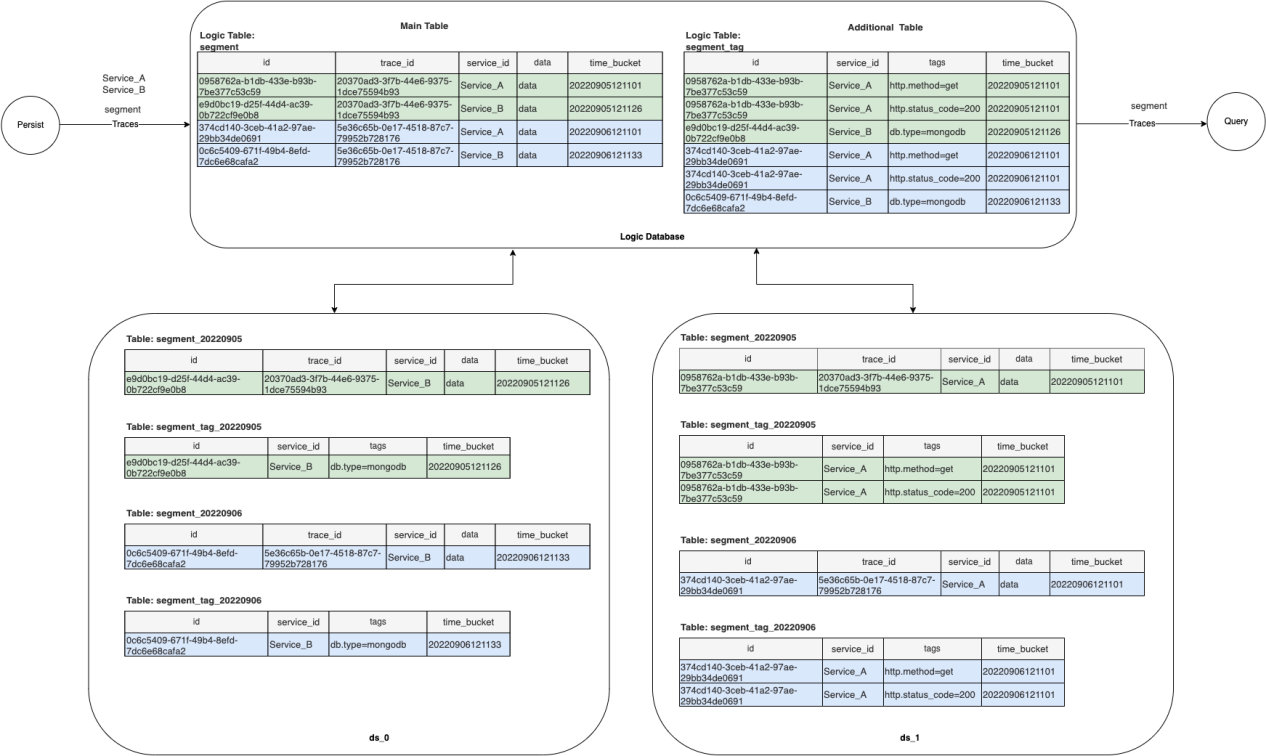 Main Table
Additional Table
Logic Table:
segment
id trace_id service_id data time_bucket
0958762a-b1db-433e-b93b-
7be377c53c59
20370ad3-3f7b-44e6-9375-
1dce75594b93
Service_A data 20220905121101
e9d0bc19-d25f-44d4-ac39-
0b722cf9e0b8
20370ad3-3f7b-44e6-9375-
1dce75594b93
Service_B data 20220905121126
374cd140-3ceb-41a2-97ae-
29bb34de0691
5e36c65b-0e17-4518-87c7-
79952b728176
Service_A data 20220906121101
0c6c5409-671f-49b4-8efd-
7dc6e68cafa2
5e36c65b-0e17-4518-87c7-
79952b728176
Service_B data 20220906121133
Logic Table:
segment_tag
id service_id tags time_bucket
0958762a-b1db-433e-b93b-
7be377c53c59
Service_A http.method=get 20220905121101
0958762a-b1db-433e-b93b-
7be377c53c59
Service_A http.status_code=200 20220905121101
e9d0bc19-d25f-44d4-ac39-
0b722cf9e0b8
Service_B db.type=mongodb 20220905121126
374cd140-3ceb-41a2-97ae-
29bb34de0691
Service_A http.method=get 20220906121101
374cd140-3ceb-41a2-97ae-
29bb34de0691
Service_A http.status_code=200 20220906121101
0c6c5409-671f-49b4-8efd-
7dc6e68cafa2
Service_B db.type=mongodb 20220906121133
Service_A
Service_B
segment
Traces
Persist
segment
Traces
Query
Logic Database
Table: segment_20220905
id trace_id service_id data time_bucket
e9d0bc19-d25f-44d4-ac39-
0b722cf9e0b8
20370ad3-3f7b-44e6-9375-
1dce75594b93
Service_B data 20220905121126
Table: segment_tag_20220905
id service_id tags time_bucket
e9d0bc19-d25f-44d4-ac39-
0b722cf9e0b8
Service_B db.type=mongodb 20220905121126
Table: segment_20220906
id trace_id service_id data time_bucket
0c6c5409-671f-49b4-8efd-
7dc6e68cafa2
5e36c65b-0e17-4518-87c7-
79952b728176
Service_B data 20220906121133
Table: segment_tag_20220906
id service_id tags time_bucket
0c6c5409-671f-49b4-8efd-
7dc6e68cafa2
Service_B db.type=mongodb 20220906121133
ds_0
Table: segment_20220905
id trace_id service_id data time_bucket
0958762a-b1db-433e-b93b-
7be377c53c59
20370ad3-3f7b-44e6-9375-
1dce75594b93
Service_A data 20220905121101
Table: segment_tag_20220905
id service_id tags time_bucket
0958762a-b1db-433e-b93b-
7be377c53c59
Service_A http.method=get 20220905121101
0958762a-b1db-433e-b93b-
7be377c53c59
Service_A http.status_code=200 20220905121101
Table: segment_20220906
id trace_id service_id data time_bucket
374cd140-3ceb-41a2-97ae-
29bb34de0691
5e36c65b-0e17-4518-87c7-
79952b728176
Service_A data 20220906121101
Table: segment_tag_20220906
id service_id tags time_bucket
374cd140-3ceb-41a2-97ae-
29bb34de0691
Service_A http.method=get 20220906121101
374cd140-3ceb-41a2-97ae-
29bb34de0691
Service_A http.status_code=200 20220906121101
ds_1